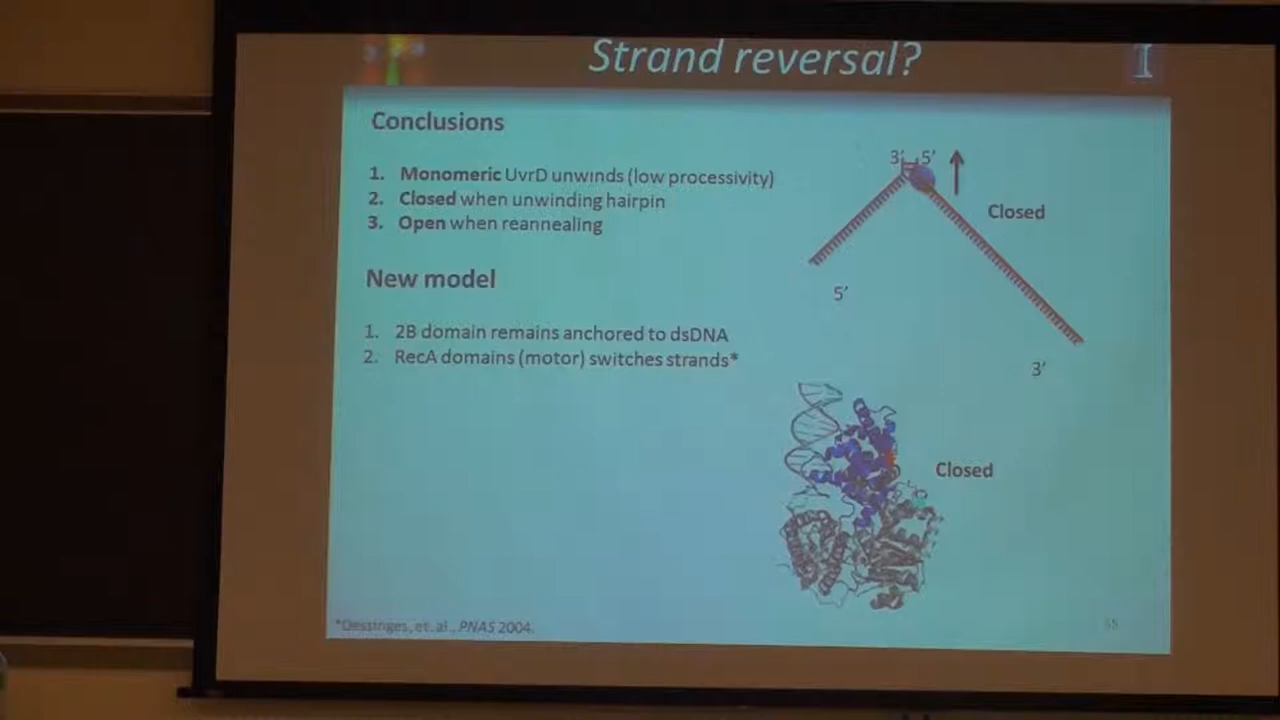 Strand reversal?
I
Conclusions
1. Monomeric UvrD unwinds (low processivity)
2. Closed when unwinding hairpin
3. Open when reannealing
New model
1. 2B domain remains anchored to dsDNA
2. RecA domains (motor) switches strands*
3' 5'
Closed
5'
3'
Closed
*Dessinges, et. al., PNAS 2004.